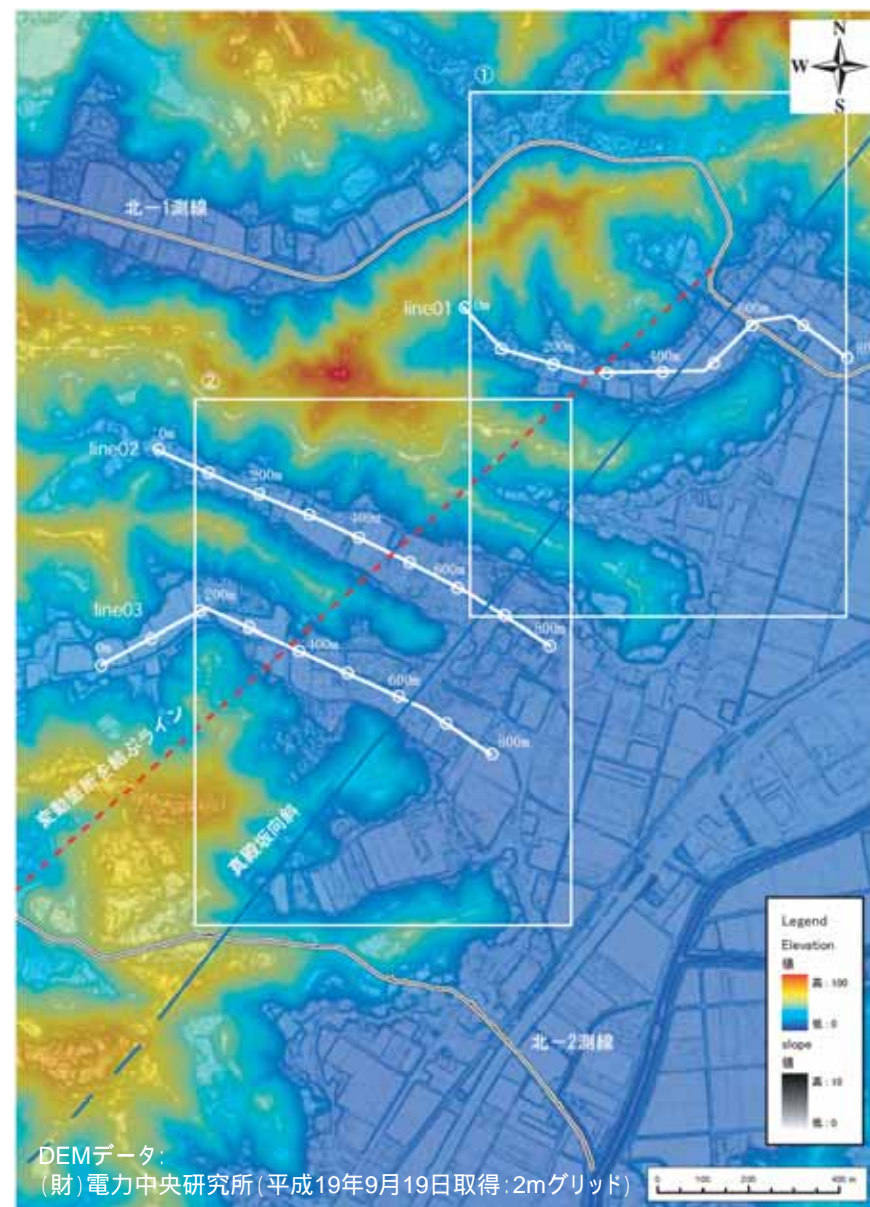 N
W
S
①
北－1測線
line01
0m
200m
400m
600m
②
line02
0m
200m
400m
600m
800m
line03
0m
200m
400m
600m
800m
変動箇所を結ぶライン
真殿坂向斜
北－2測線
Legend
Elevation
値
高 : 100
低 : 0
slope
値
高 : 10
低 : 0
DEMデータ:
(財)電力中央研究所(平成19年9月19日取得:2mグリッド)
0 100 200 400 m